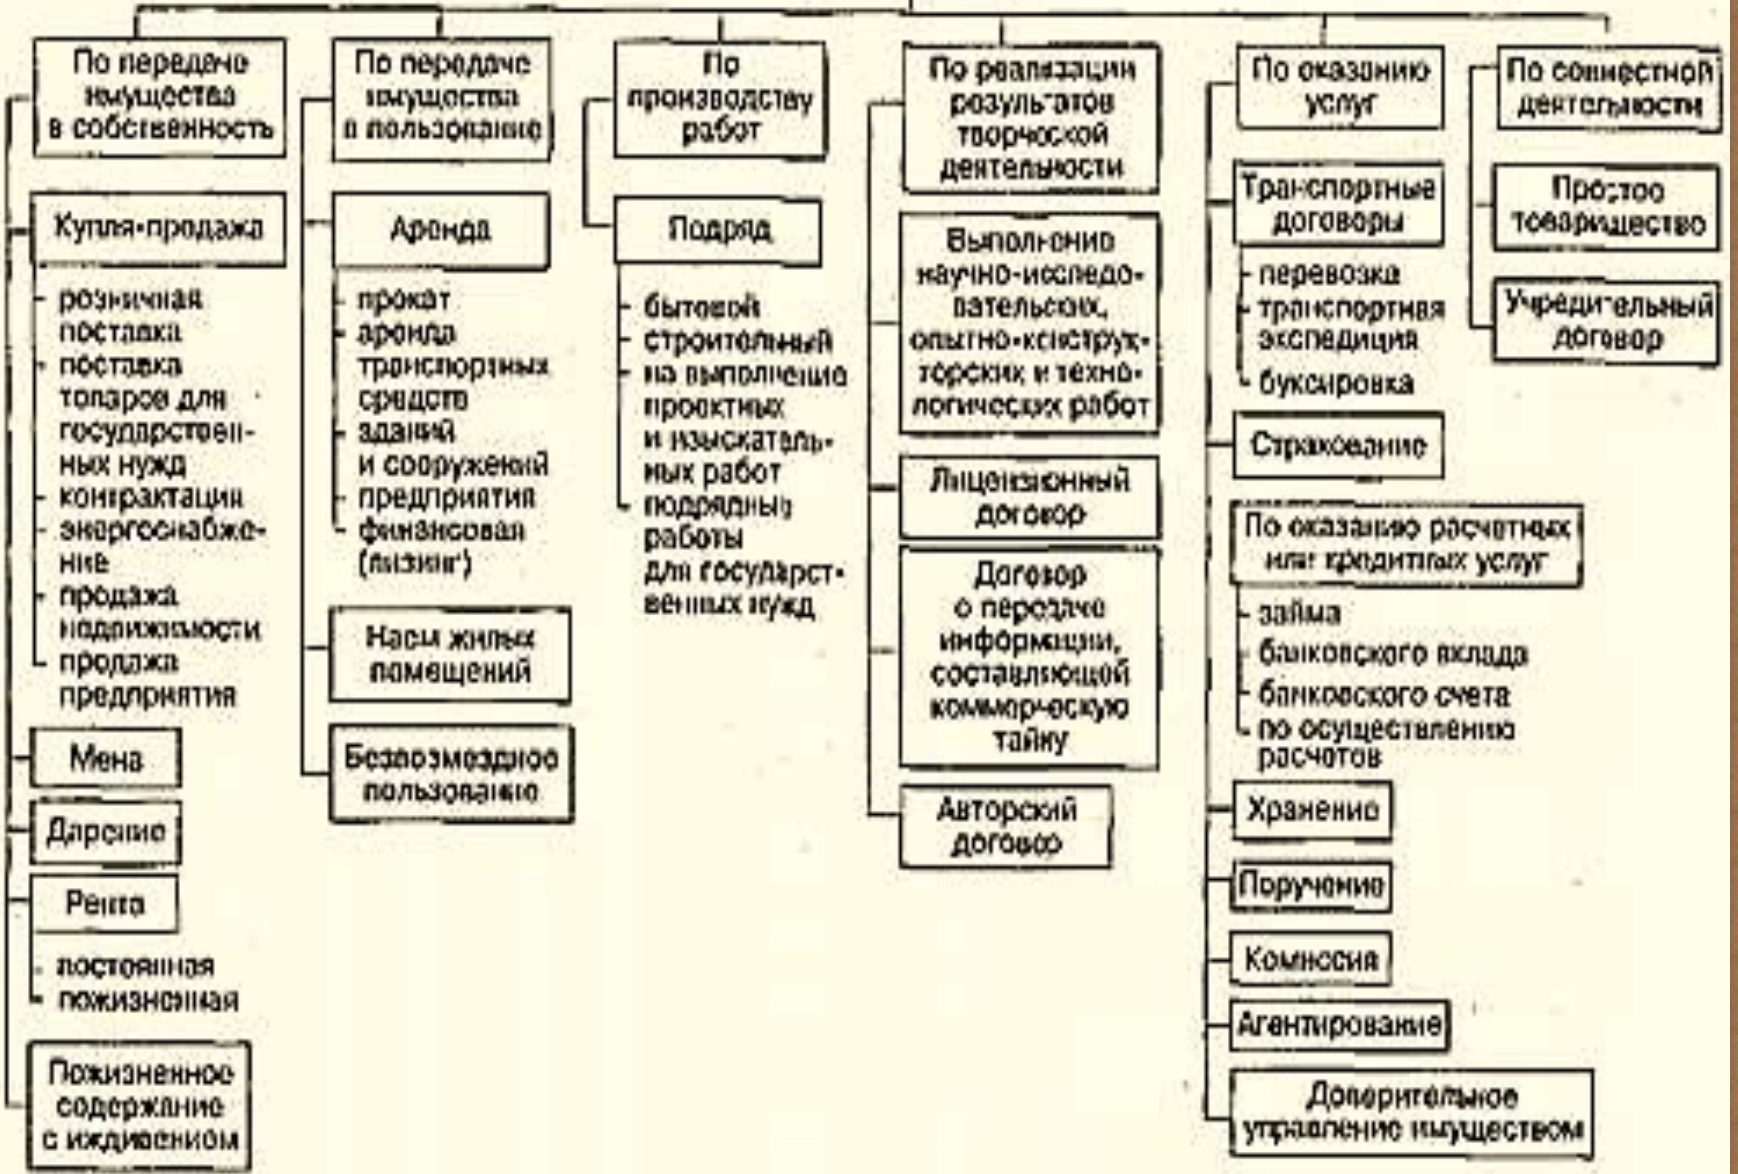 По передаче
имущества
в собственность
Купля-продажа
розничная
поставка
поставка
товаров для
государствен-
ных нужд
контрактация
энергоснабже-
ние
продажа
недвижимости
продажа
предприятия
Мена
Дарение
Рента
постоянная
пожизненная
Пожизненное
содержание
с иждивением
По передаче
имущества
в пользование
Аренда
прокат
аренда
транспортных
средств
зданий
и сооружений
предприятия
финансовая
(лизинг)
Наем жилых
помещений
Безвозмездное
пользование
По
производству
работ
Подряд
бытовой
строительный
на выполнение
проектных
и изыскатель-
ных работ
подрядные
работы
для государст-
венных нужд
По реализации
результатов
творческой
деятельности
Выполнение
научно-исследо-
вательских,
опытно-конструк-
торских и техно-
логических работ
Лицензионный
договор
Договор
о передаче
информации,
составляющей
коммерческую
тайну
Авторский
договор
По оказанию
услуг
Транспортные
договоры
перевозка
транспортная
экспедиция
буксировка
Страхование
По оказанию расчетных
или кредитных услуг
займа
банковского вклада
банковского счета
по осуществлению
расчетов
Хранение
Поручение
Комиссия
Агентирование
Доверительное
управление имуществом
По совместной
деятельности
Простое
товарищество
Учредительный
договор